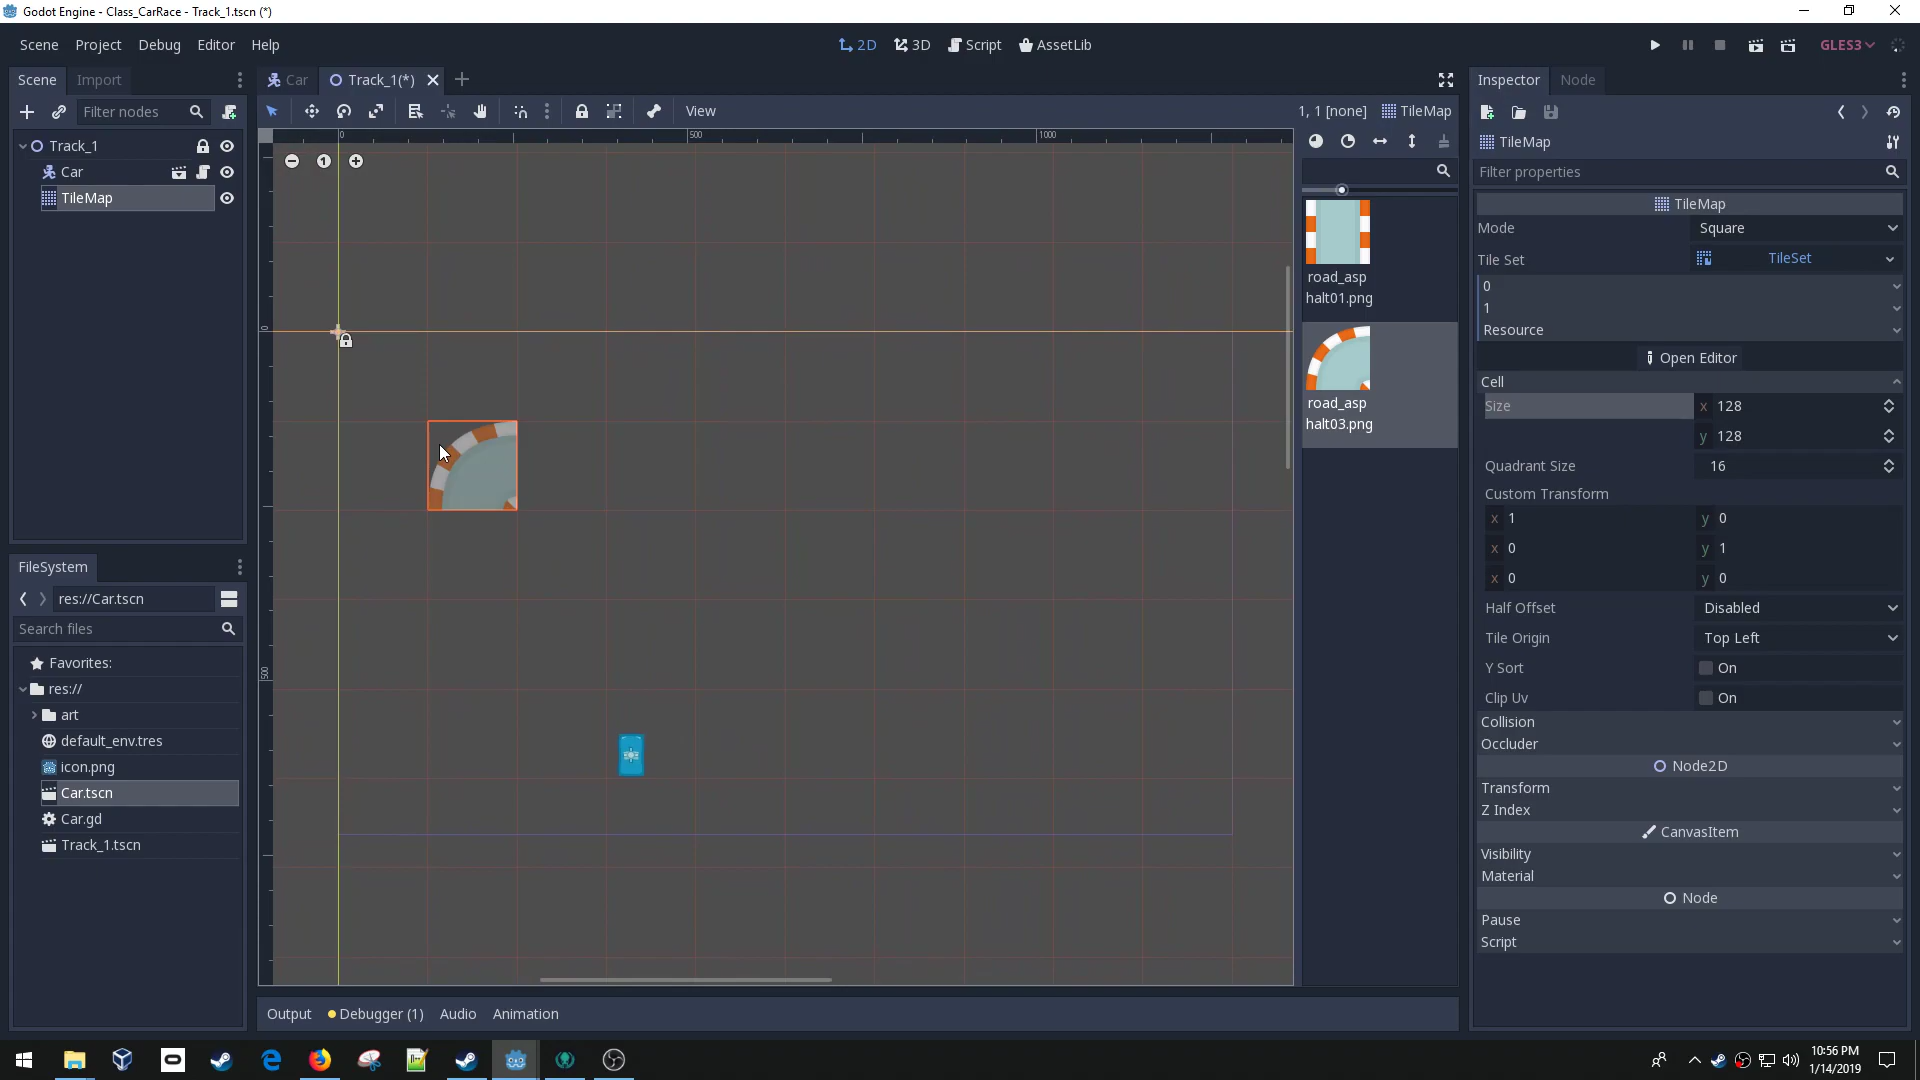 Godot Engine - Class_CarRace - Track_1.tscn (*)
Scene Project Debug Editor Help
2D 3D Script AssetLib
GLES3
Scene Import
Car Track_1(*)
Inspector Node
Filter nodes
View
1, 1 [none] TileMap
Track_1
Car
TileMap
0
500
1000
1
0
500
road_asp
halt01.png
road_asp
halt03.png
TileMap
Filter properties
TileMap
Mode Square
Tile Set TileSet
0
1
Resource
Open Editor
Cell
Size x 128
y 128
Quadrant Size 16
Custom Transform
x 1 y 0
x 0 y 1
x 0 y 0
Half Offset Disabled
Tile Origin Top Left
Y Sort On
Clip Uv On
Collision
Occluder
Node2D
Transform
Z Index
CanvasItem
Visibility
Material
Node
Pause
Script
FileSystem
res://Car.tscn
Search files
Favorites:
res://
art
default_env.tres
icon.png
Car.tscn
Car.gd
Track_1.tscn
Output Debugger (1) Audio Animation
10:56 PM
1/14/2019